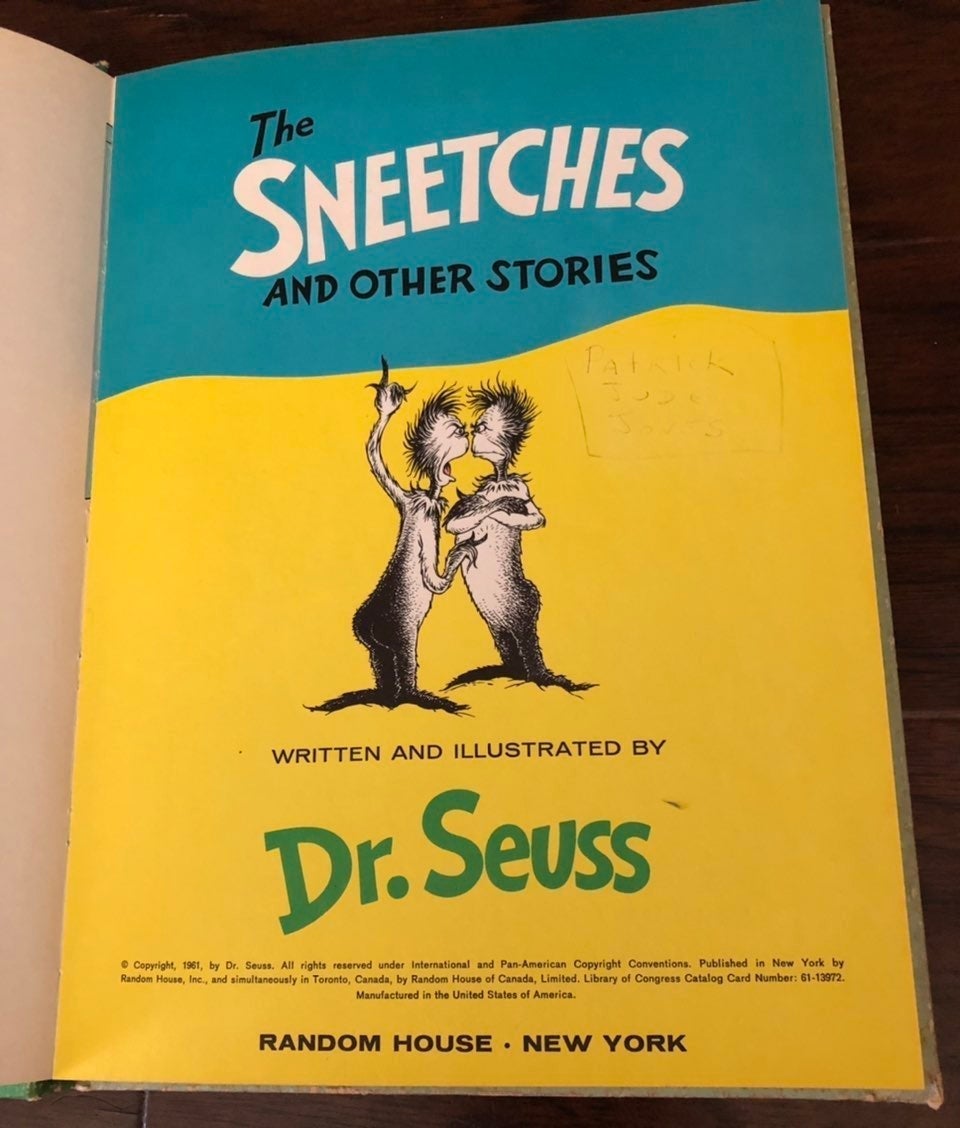 The
SNEETCHES
AND OTHER STORIES
PATRICK
JUDE
JONES
WRITTEN AND ILLUSTRATED BY
Dr. Seuss
© Copyright, 1961, by Dr. Seuss. All rights reserved under International and Pan-American Copyright Conventions. Published in New York by
Random House, Inc., and simultaneously in Toronto, Canada, by Random House of Canada, Limited. Library of Congress Catalog Card Number: 61-13972.
Manufactured in the United States of America.
RANDOM HOUSE • NEW YORK